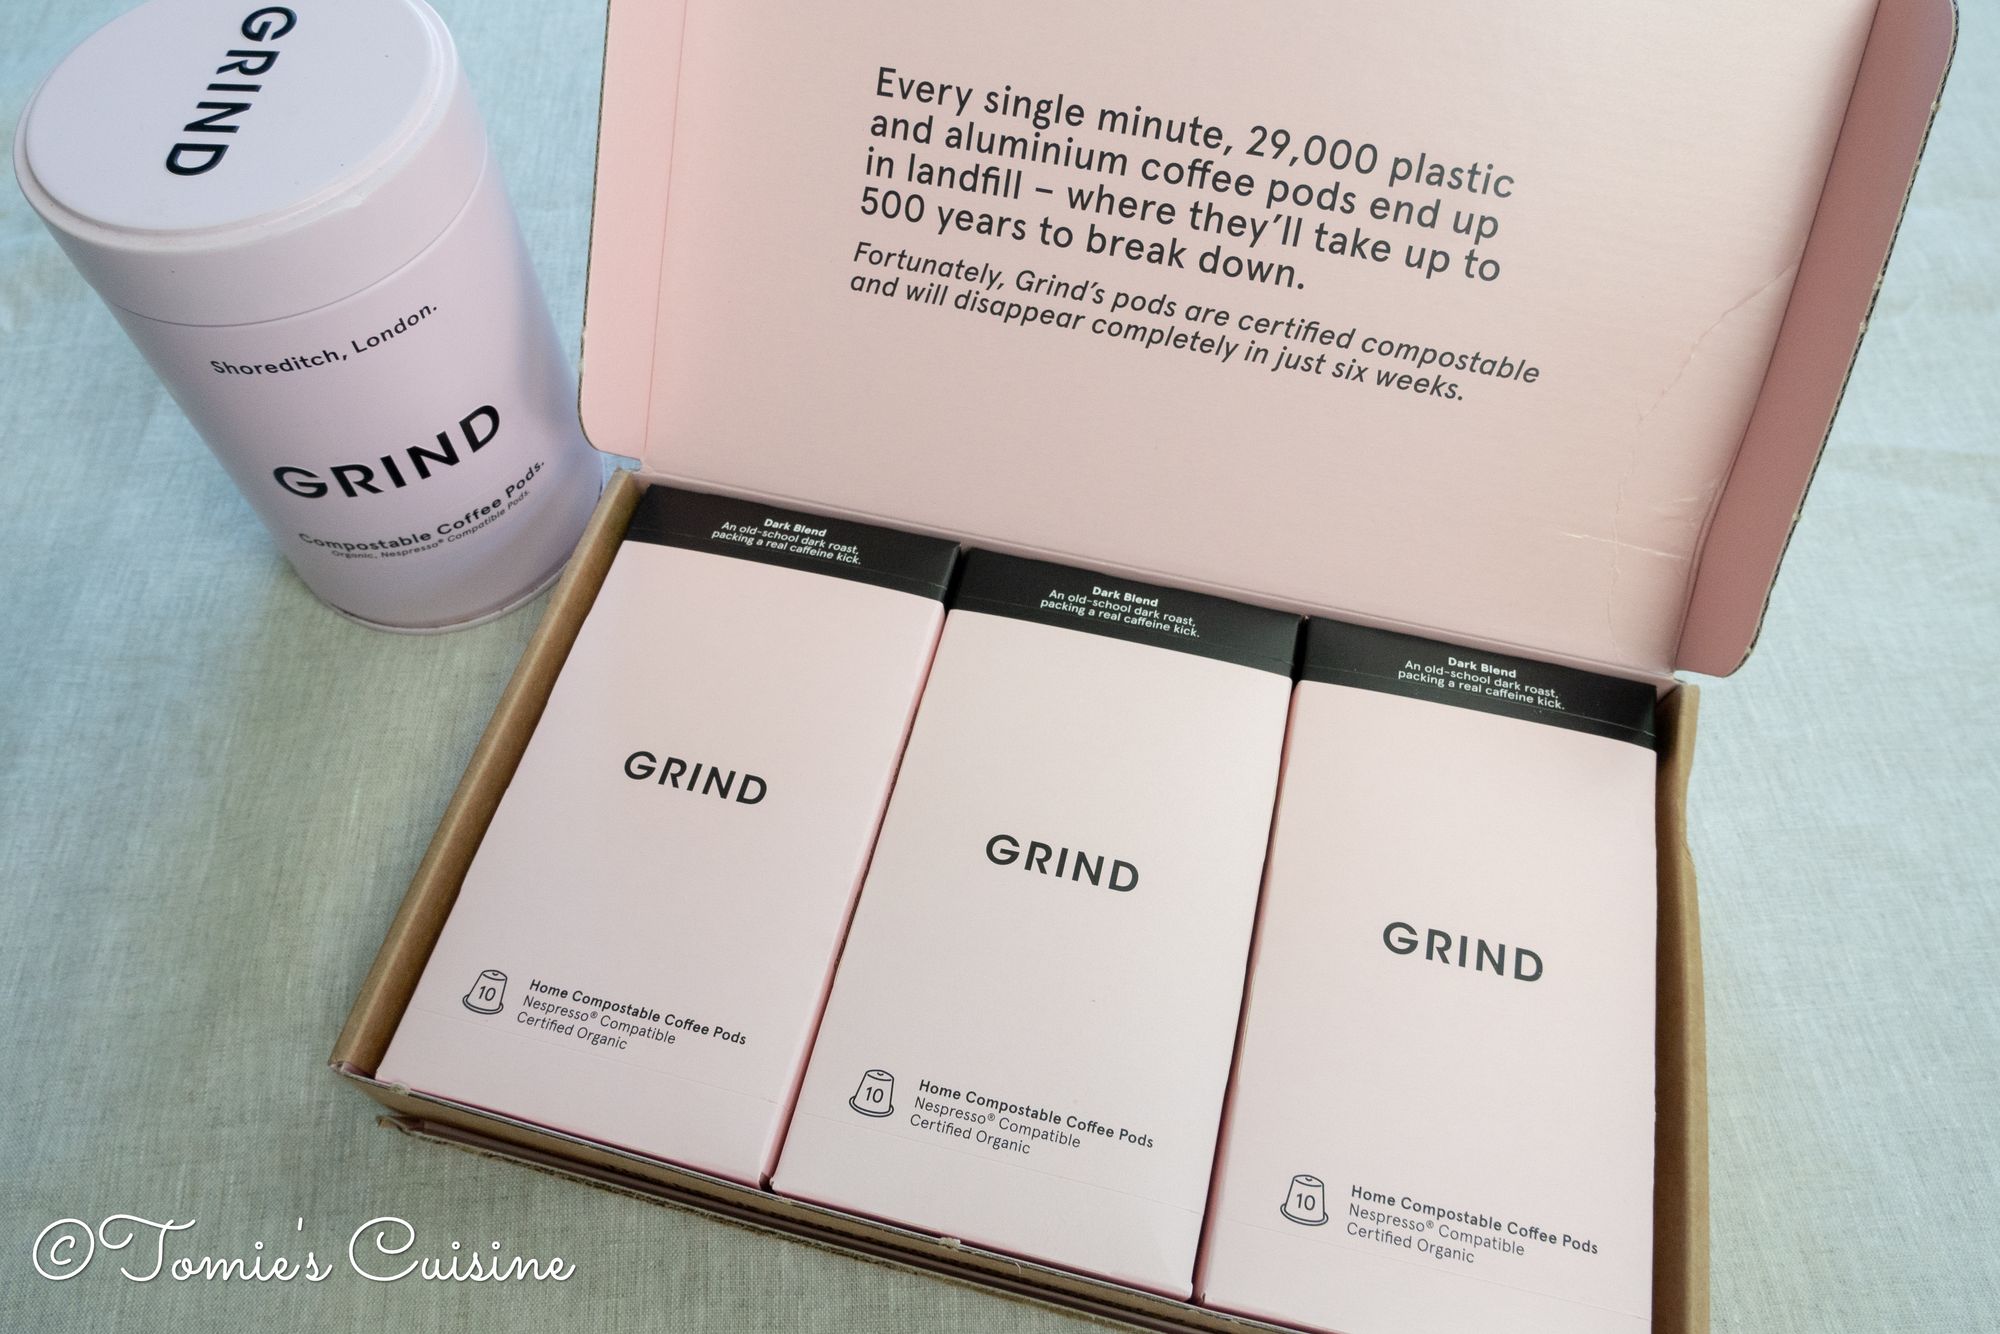 GRIND
Shoreditch, London.
GRIND
Compostable Coffee Pods.
Organic, Nespresso® Compatible Pods.
Every single minute, 29,000 plastic
and aluminium coffee pods end up
in landfill – where they'll take up to
500 years to break down.
Fortunately, Grind's pods are certified compostable
and will disappear completely in just six weeks.
Dark Blend
An old-school dark roast,
packing a real caffeine kick.
GRIND
10
Home Compostable Coffee Pods
Nespresso® Compatible
Certified Organic
Dark Blend
An old-school dark roast,
packing a real caffeine kick.
GRIND
10
Home Compostable Coffee Pods
Nespresso® Compatible
Certified Organic
Dark Blend
An old-school dark roast,
packing a real caffeine kick.
GRIND
10
Home Compostable Coffee Pods
Nespresso® Compatible
Certified Organic
©Tomie's Cuisine